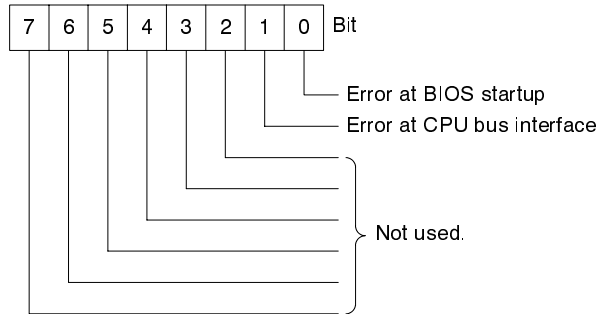 7 6 5 4 3 2 1 0 Bit
Error at BIOS startup
Error at CPU bus interface
Not used.